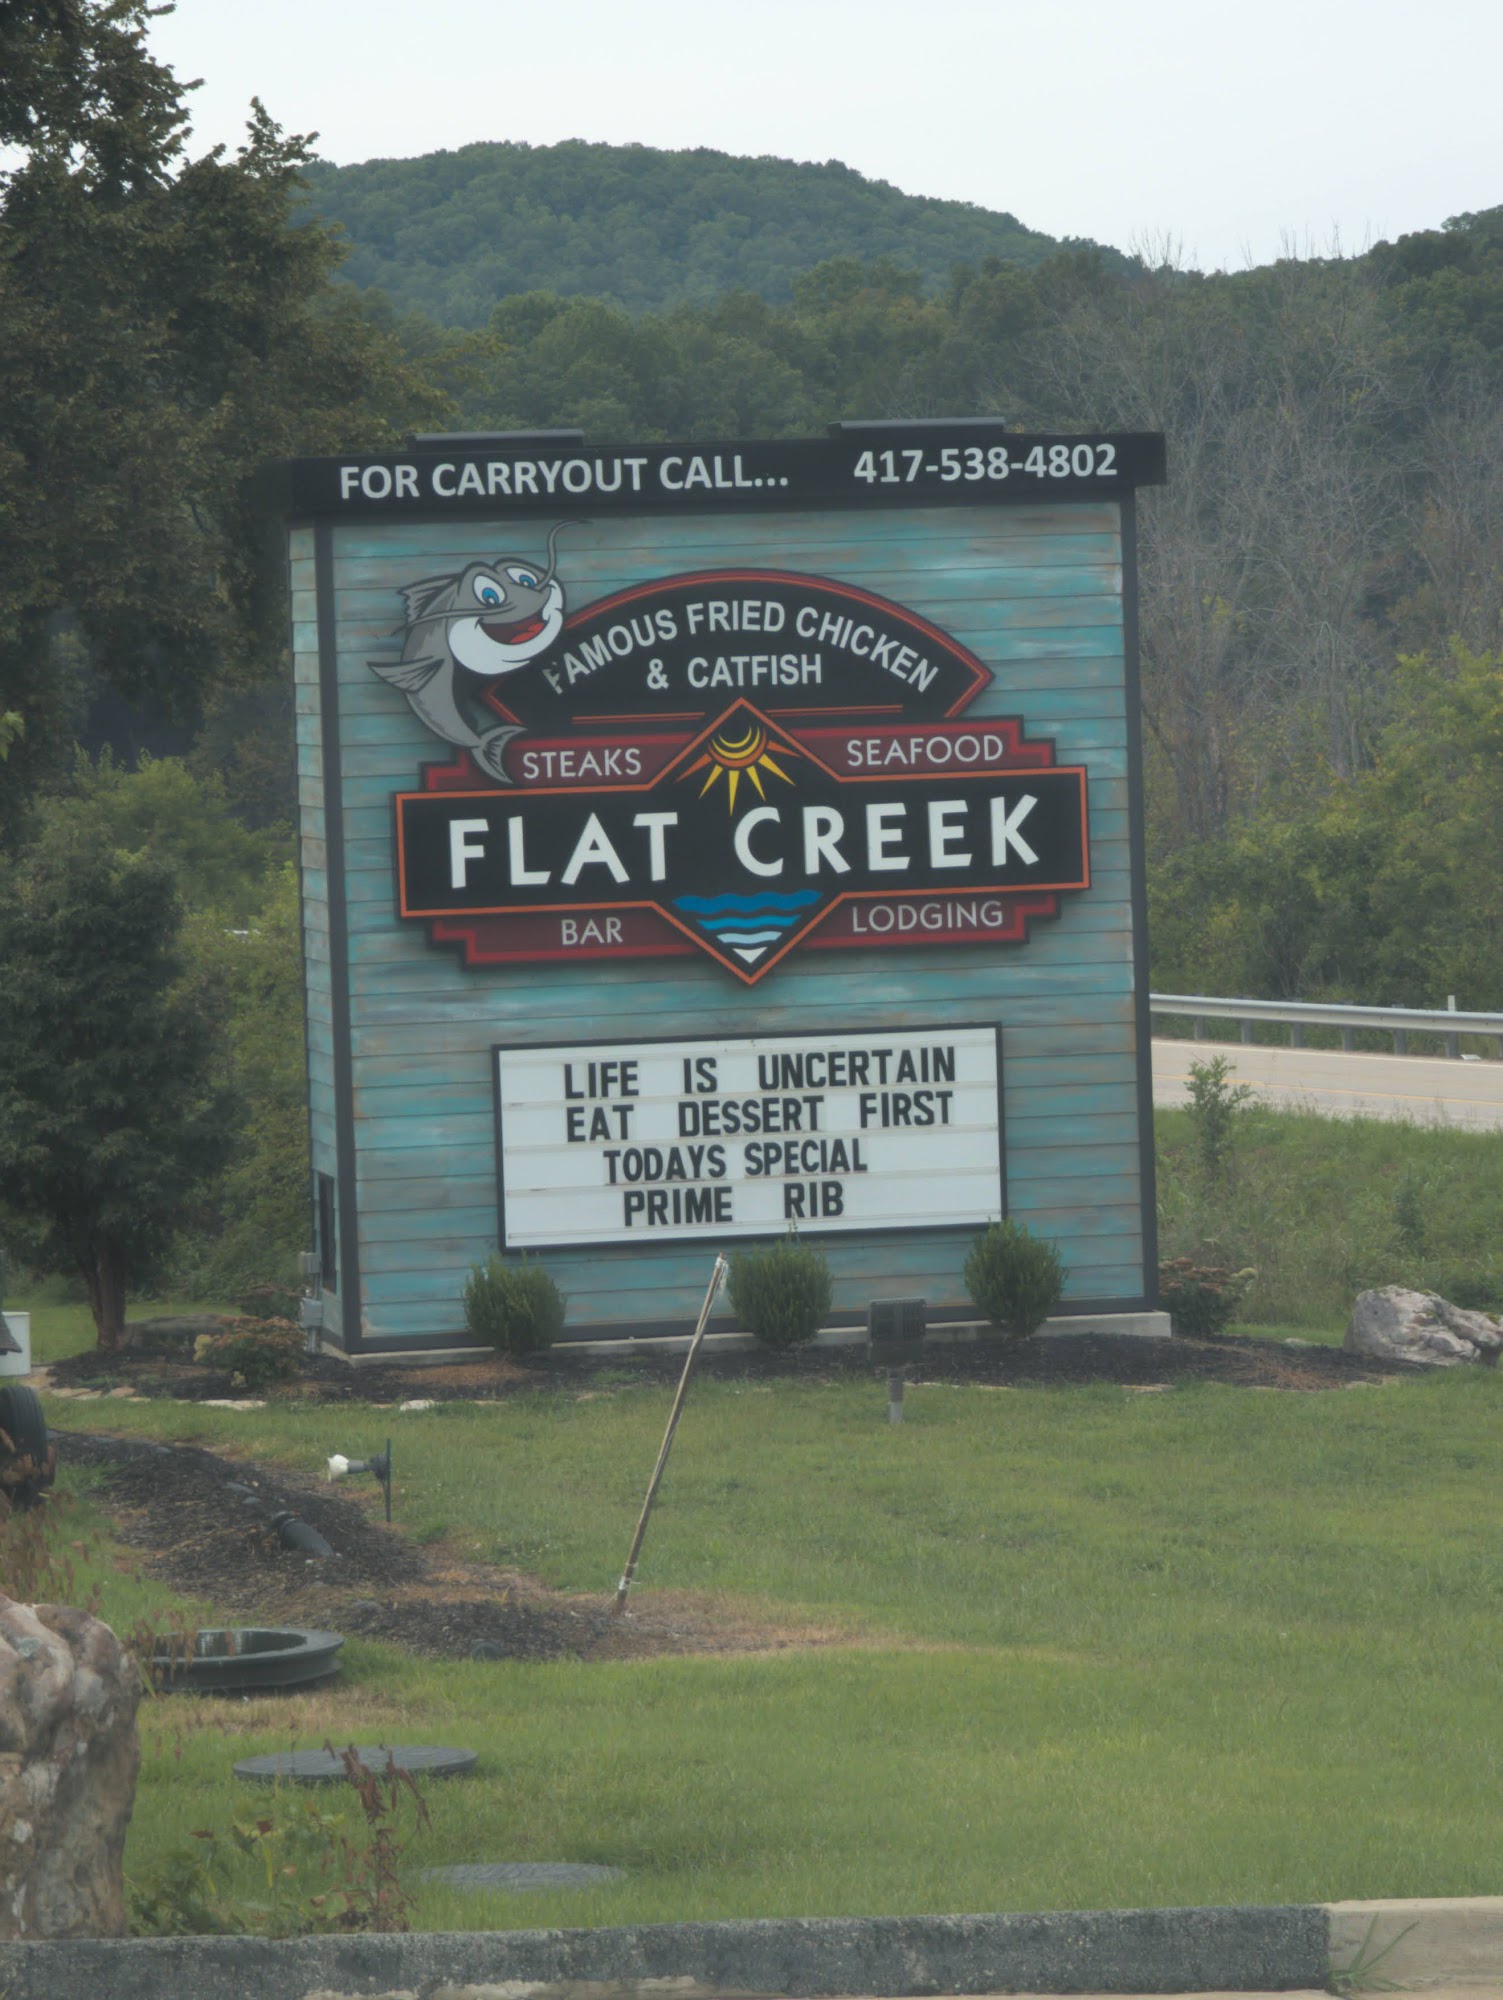 FOR CARRYOUT CALL... 417-538-4802
FAMOUS FRIED CHICKEN
& CATFISH
STEAKS SEAFOOD
FLAT CREEK
BAR LODGING
LIFE IS UNCERTAIN
EAT DESSERT FIRST
TODAYS SPECIAL
PRIME RIB